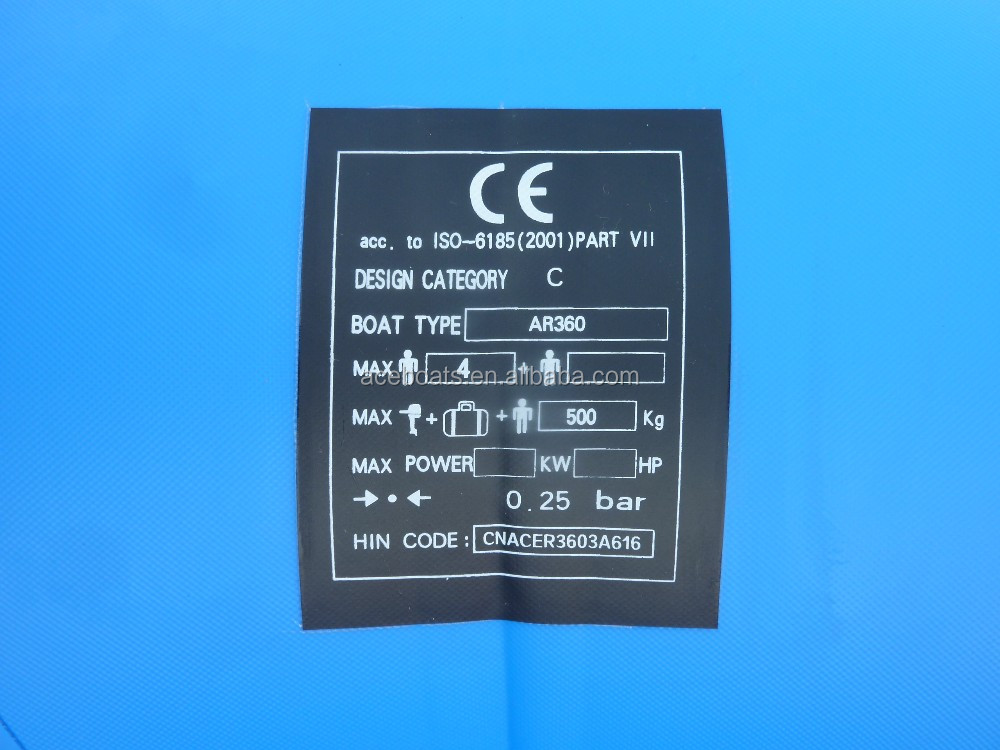 CE
acc. to ISO-6185(2001)PART VII
DESIGN CATEGORY C
BOAT TYPE AR360
MAX 4 +
aceboats.en.alibaba.com
MAX + + 500 Kg
MAX POWER KW HP
0.25 bar
HIN CODE: CNACER3603A616